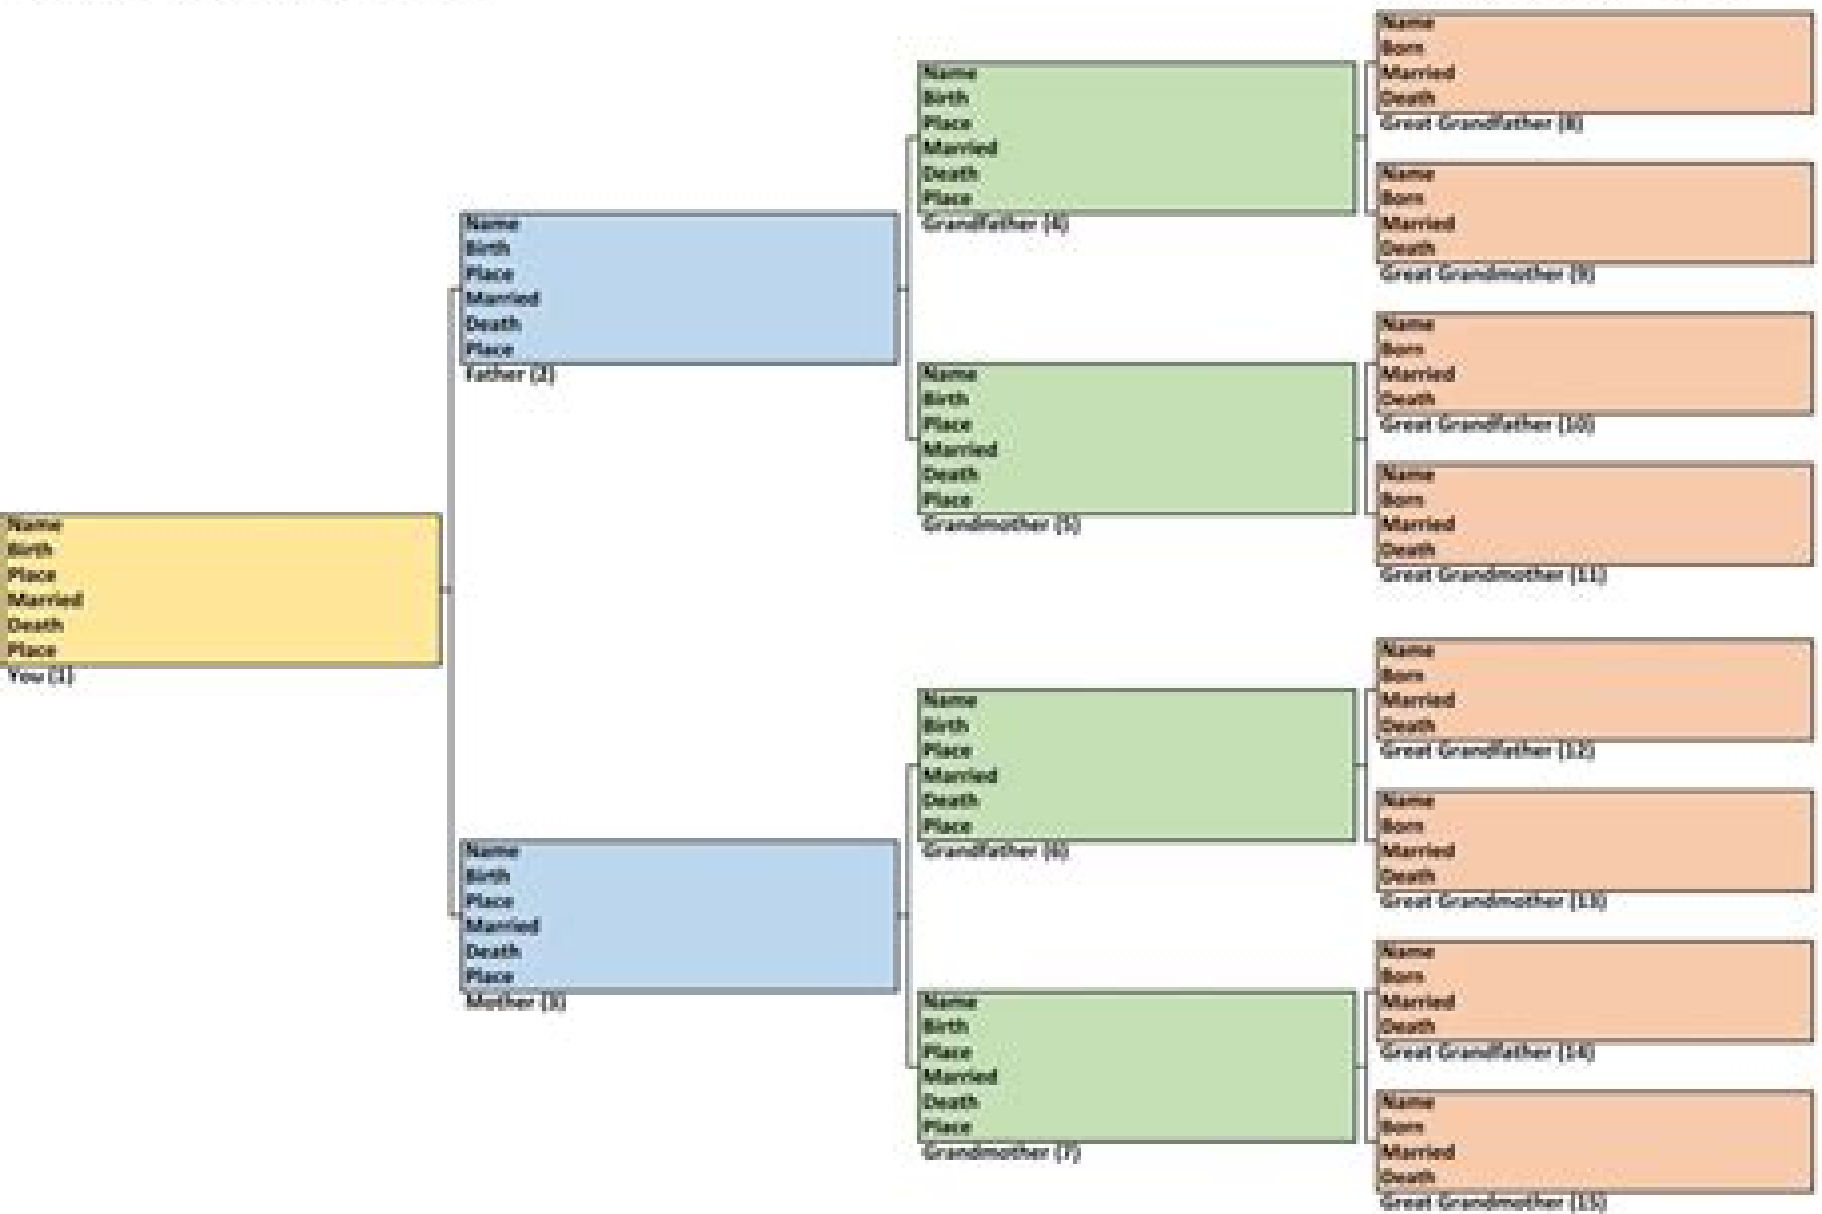 Name
Birth
Place
Married
Death
Place
You (1)
Name
Birth
Place
Married
Death
Place
Father (2)
Name
Birth
Place
Married
Death
Place
Mother (3)
Name
Birth
Place
Married
Death
Place
Grandfather (4)
Name
Birth
Place
Married
Death
Place
Grandmother (5)
Name
Birth
Place
Married
Death
Place
Grandfather (6)
Name
Birth
Place
Married
Death
Place
Grandmother (7)
Name
Born
Married
Death
Great Grandfather (8)
Name
Born
Married
Death
Great Grandmother (9)
Name
Born
Married
Death
Great Grandfather (10)
Name
Born
Married
Death
Great Grandmother (11)
Name
Born
Married
Death
Great Grandfather (12)
Name
Born
Married
Death
Great Grandmother (13)
Name
Born
Married
Death
Great Grandfather (14)
Name
Born
Married
Death
Great Grandmother (15)